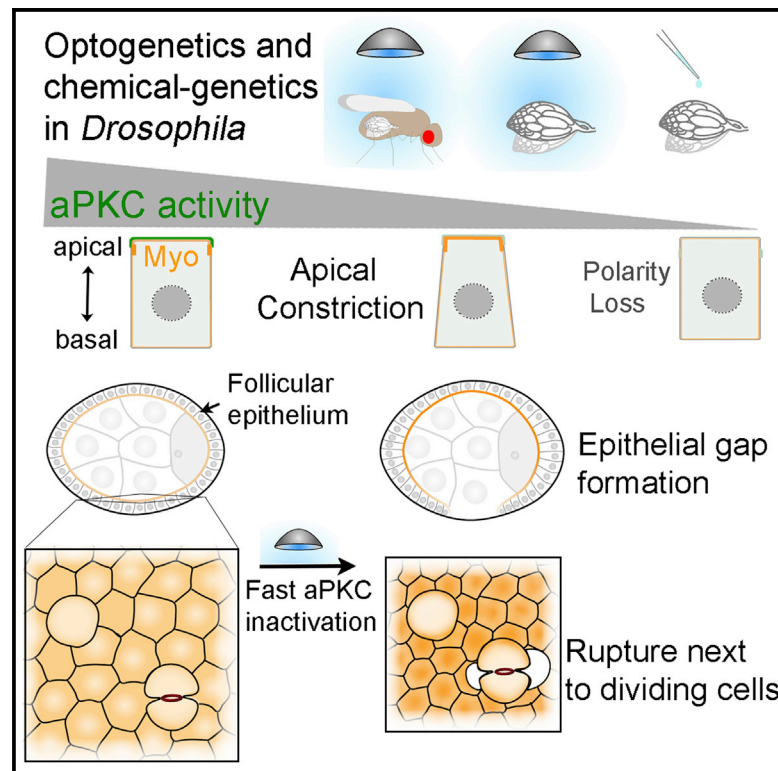 Optogenetics and
chemical-genetics
in Drosophila
aPKC activity
apical
Myo
basal
Apical
Constriction
Polarity
Loss
Follicular
epithelium
Epithelial gap
formation
Fast aPKC
inactivation
Rupture next
to dividing cells